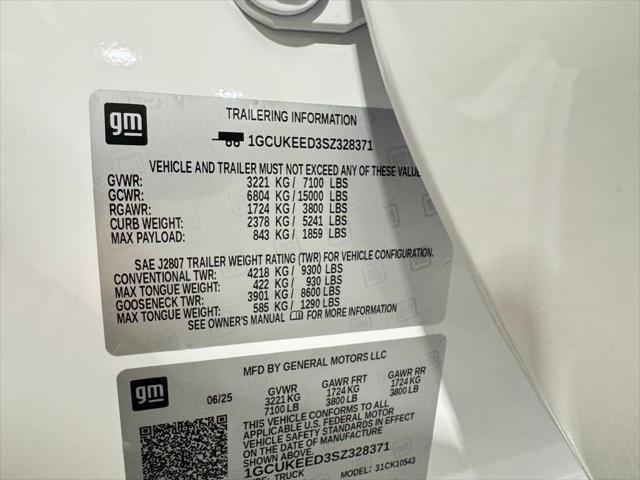 gm
TRAILERING INFORMATION
1GCUKEED3SZ328371
VEHICLE AND TRAILER MUST NOT EXCEED ANY OF THESE VALUE
GVWR: 3221 KG / 7100 LBS
GCWR: 6804 KG / 15000 LBS
RGAWR: 1724 KG / 3800 LBS
CURB WEIGHT: 2378 KG / 5241 LBS
MAX PAYLOAD: 843 KG / 1859 LBS
SAE J2807 TRAILER WEIGHT RATING (TWR) FOR VEHICLE CONFIGURATION.
CONVENTIONAL TWR: 4218 KG / 9300 LBS
MAX TONGUE WEIGHT: 422 KG / 930 LBS
GOOSENECK TWR: 3901 KG / 8600 LBS
MAX TONGUE WEIGHT: 585 KG / 1290 LBS
SEE OWNER'S MANUAL FOR MORE INFORMATION
gm
MFD BY GENERAL MOTORS LLC
06/25 GVWR GAWR FRT GAWR RR
3221 KG 1724 KG 1724 KG
7100 LB 3800 LB 3800 LB
THIS VEHICLE CONFORMS TO ALL
APPLICABLE U.S. FEDERAL MOTOR
VEHICLE SAFETY STANDARDS IN EFFECT
ON THE DATE OF MANUFACTURE
SHOWN ABOVE.
1GCUKEED3SZ328371
TYPE: TRUCK MODEL: 31CK10543